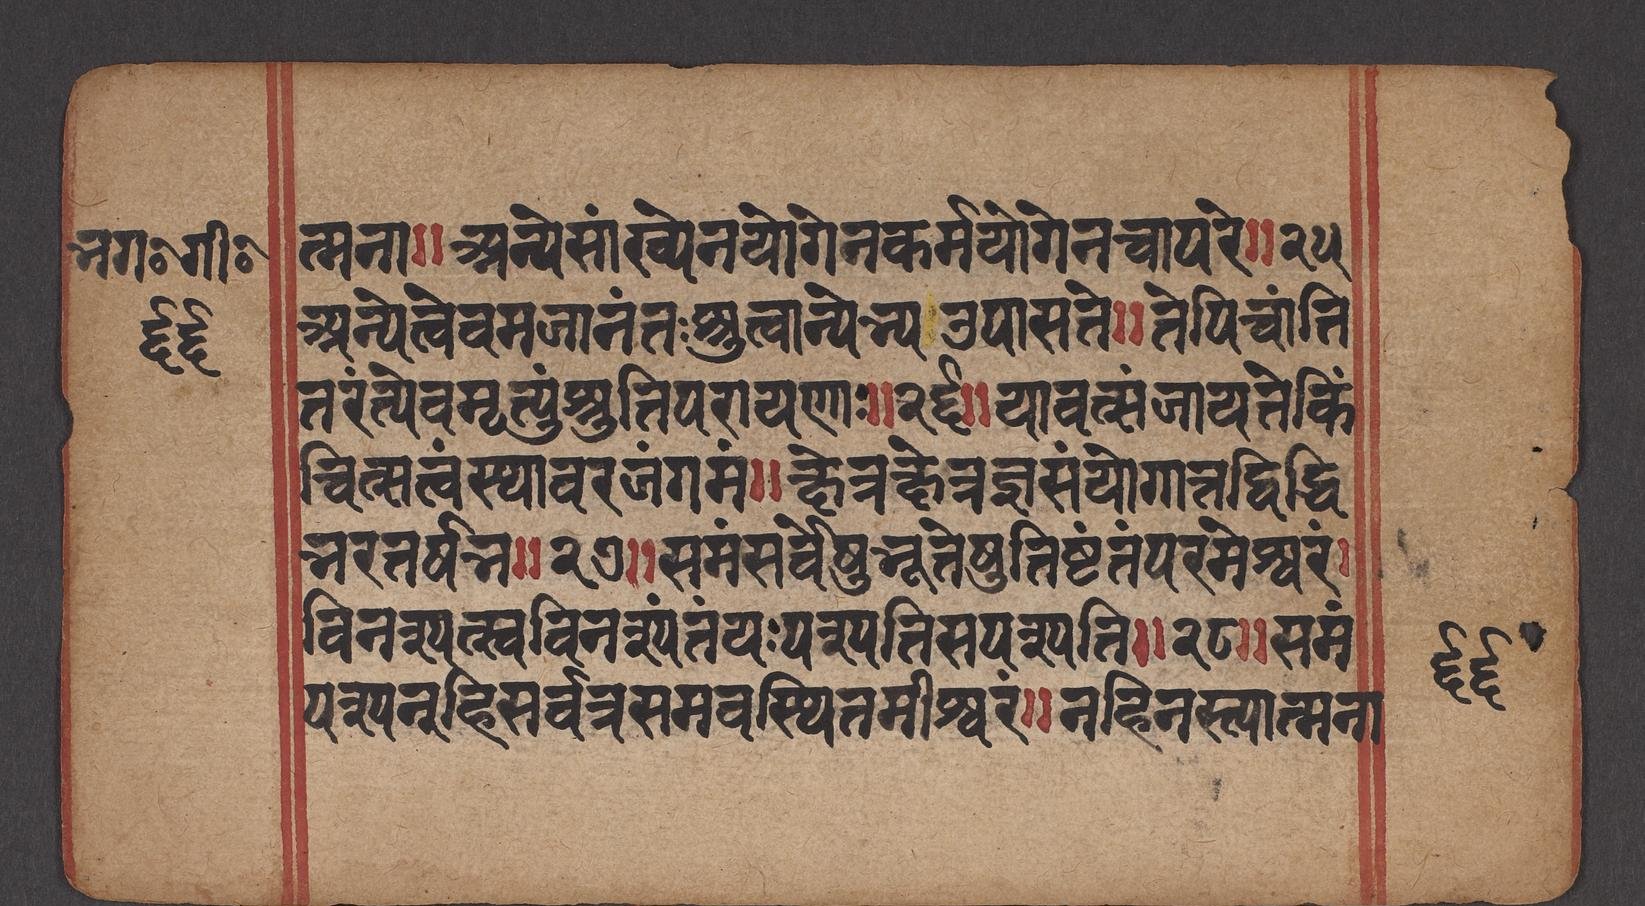 भग॰गी॰
६६
त्मना॥ अन्येसांख्येनयोगेनकर्मयोगेनचापरे॥२५
अन्येत्वेवमजानंतःश्रुत्वान्येभ्य उपासते॥तेपिचांति
तरंत्येवमृत्युंश्रुतिपरायणाः॥२६॥यावत्संजायतेकिं
चित्सत्वंस्थावरजंगमं॥क्षेत्रक्षेत्रज्ञसंयोगात्तद्विद्धि
भरतर्षभ॥२७॥समंसर्वेषुभूतेषुतिष्टंतंपरमेश्वरं।
विनश्यत्स्वविनश्यंतंयःपश्यतिसपश्यति॥२८॥समं
पश्यन्हिसर्वत्रसमवस्थितमीश्वरं॥नहिनस्त्यात्मना
६६